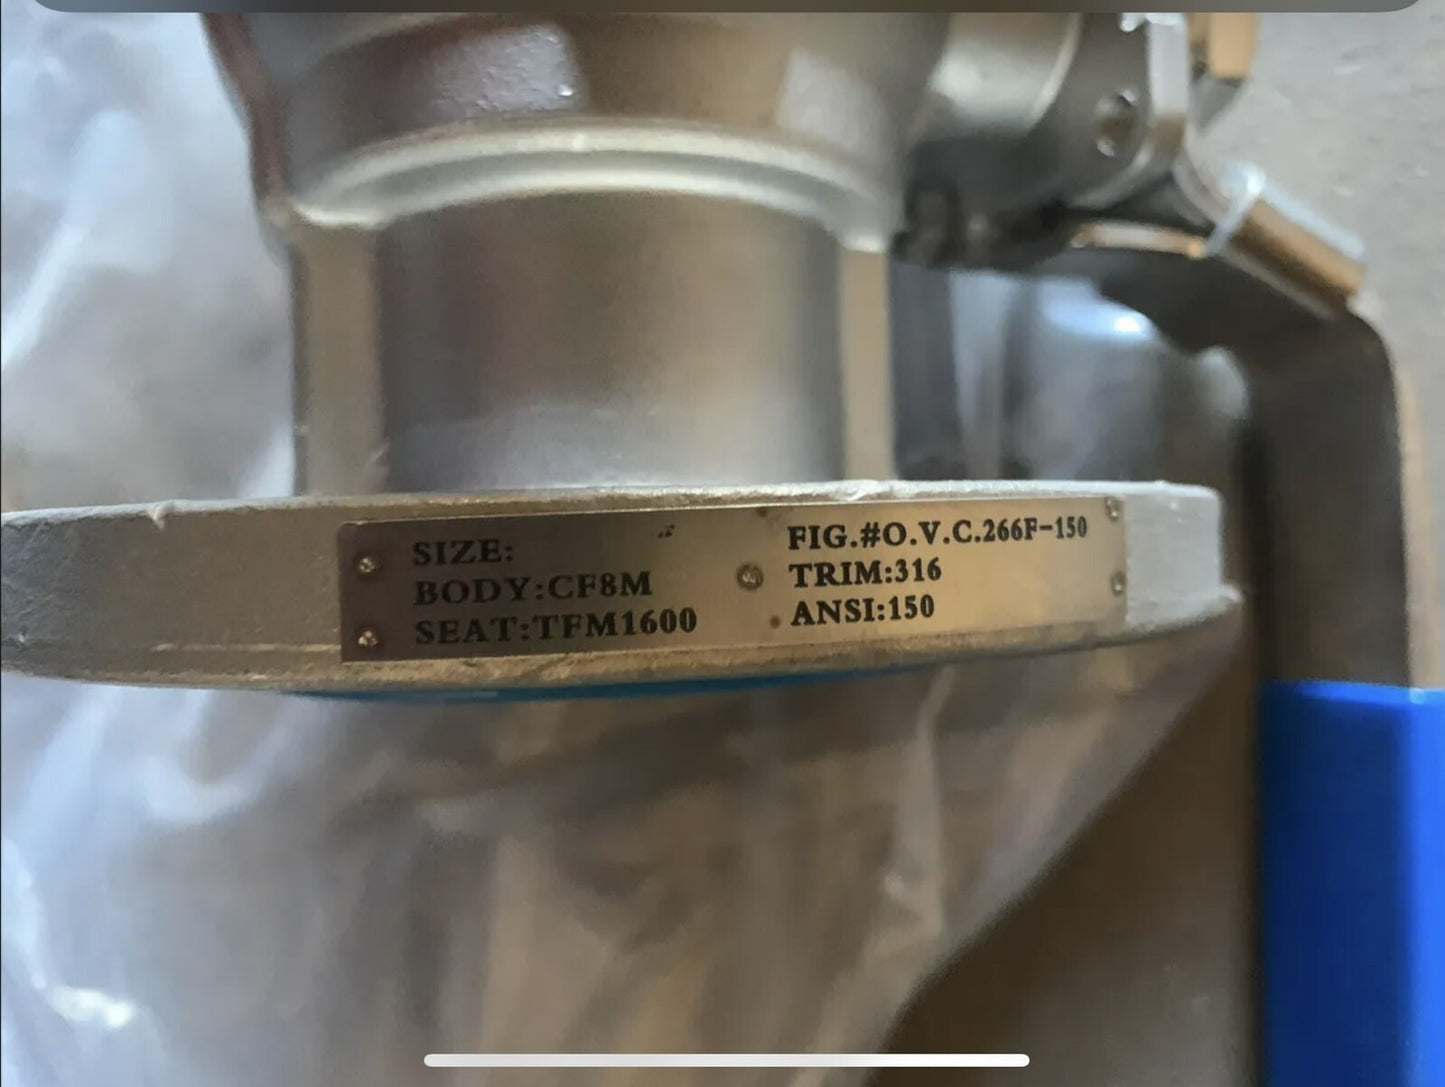 SIZE:
BODY:CF8M
SEAT:TFM1600
FIG.#O.V.C.266F-150
TRIM:316
ANSI:150